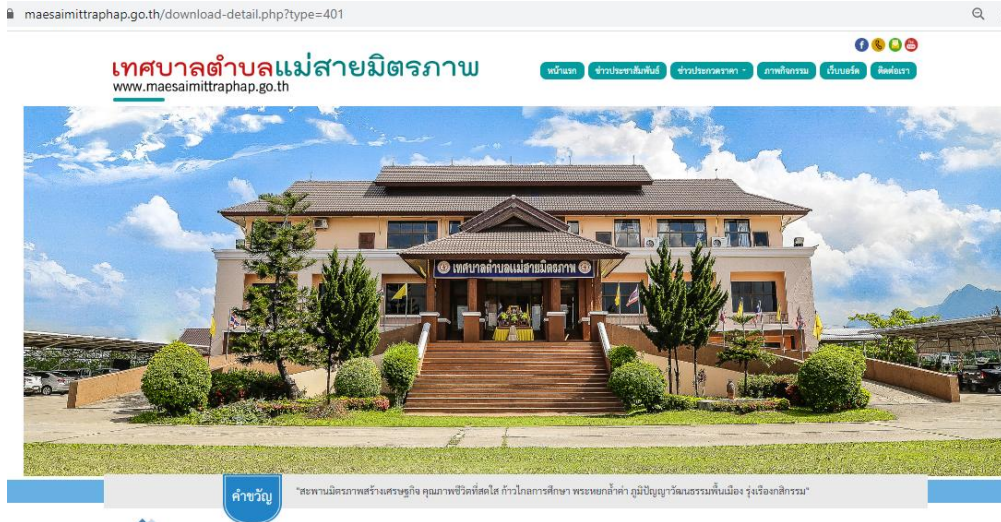 maesaimittraphap.go.th/download-detail.php?type=401
เทศบาลตำบลแม่สายมิตรภาพ
www.maesaimittraphap.go.th
หน้าแรก ข่าวประชาสัมพันธ์ ข่าวประกวดราคา ภาพกิจกรรม เว็บบอร์ด ติดต่อเรา
เทศบาลตำบลแม่สายมิตรภาพ
คำขวัญ "สะพานมิตรภาพสร้างเศรษฐกิจ คุณภาพชีวิตที่สดใส ก้าวไกลการศึกษา พระหยกล้ำค่า ภูมิปัญญาวัฒนธรรมพื้นเมือง รุ่งเรืองกสิกรรม"